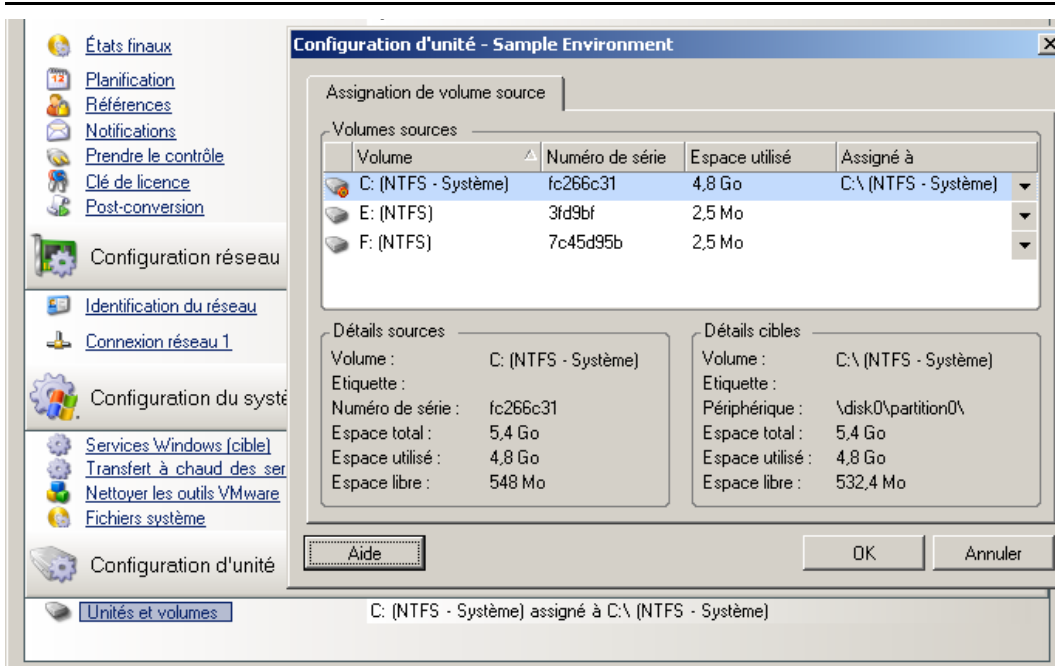 États finaux
Planification
Références
Notifications
Prendre le contrôle
Clé de licence
Post-conversion
Configuration réseau
Identification du réseau
Connexion réseau 1
Configuration du systè
Services Windows (cible)
Transfert à chaud des ser
Nettoyer les outils VMware
Fichiers système
Configuration d'unité
Unités et volumes
C: (NTFS - Système) assigné à C:\ (NTFS - Système)
Configuration d'unité - Sample Environment
Assignation de volume source
Volumes sources
Volume Numéro de série Espace utilisé Assigné à
C: (NTFS - Système) fc266c31 4,8 Go C:\ (NTFS - Système)
E: (NTFS) 3fd9bf 2,5 Mo
F: (NTFS) 7c45d95b 2,5 Mo
Détails sources
Volume : C: (NTFS - Système)
Etiquette :
Numéro de série : fc266c31
Espace total : 5,4 Go
Espace utilisé : 4,8 Go
Espace libre : 548 Mo
Détails cibles
Volume : C:\ (NTFS - Système)
Etiquette :
Périphérique : \disk0\partition0\
Espace total : 5,4 Go
Espace utilisé : 4,8 Go
Espace libre : 532,4 Mo
Aide
OK
Annuler